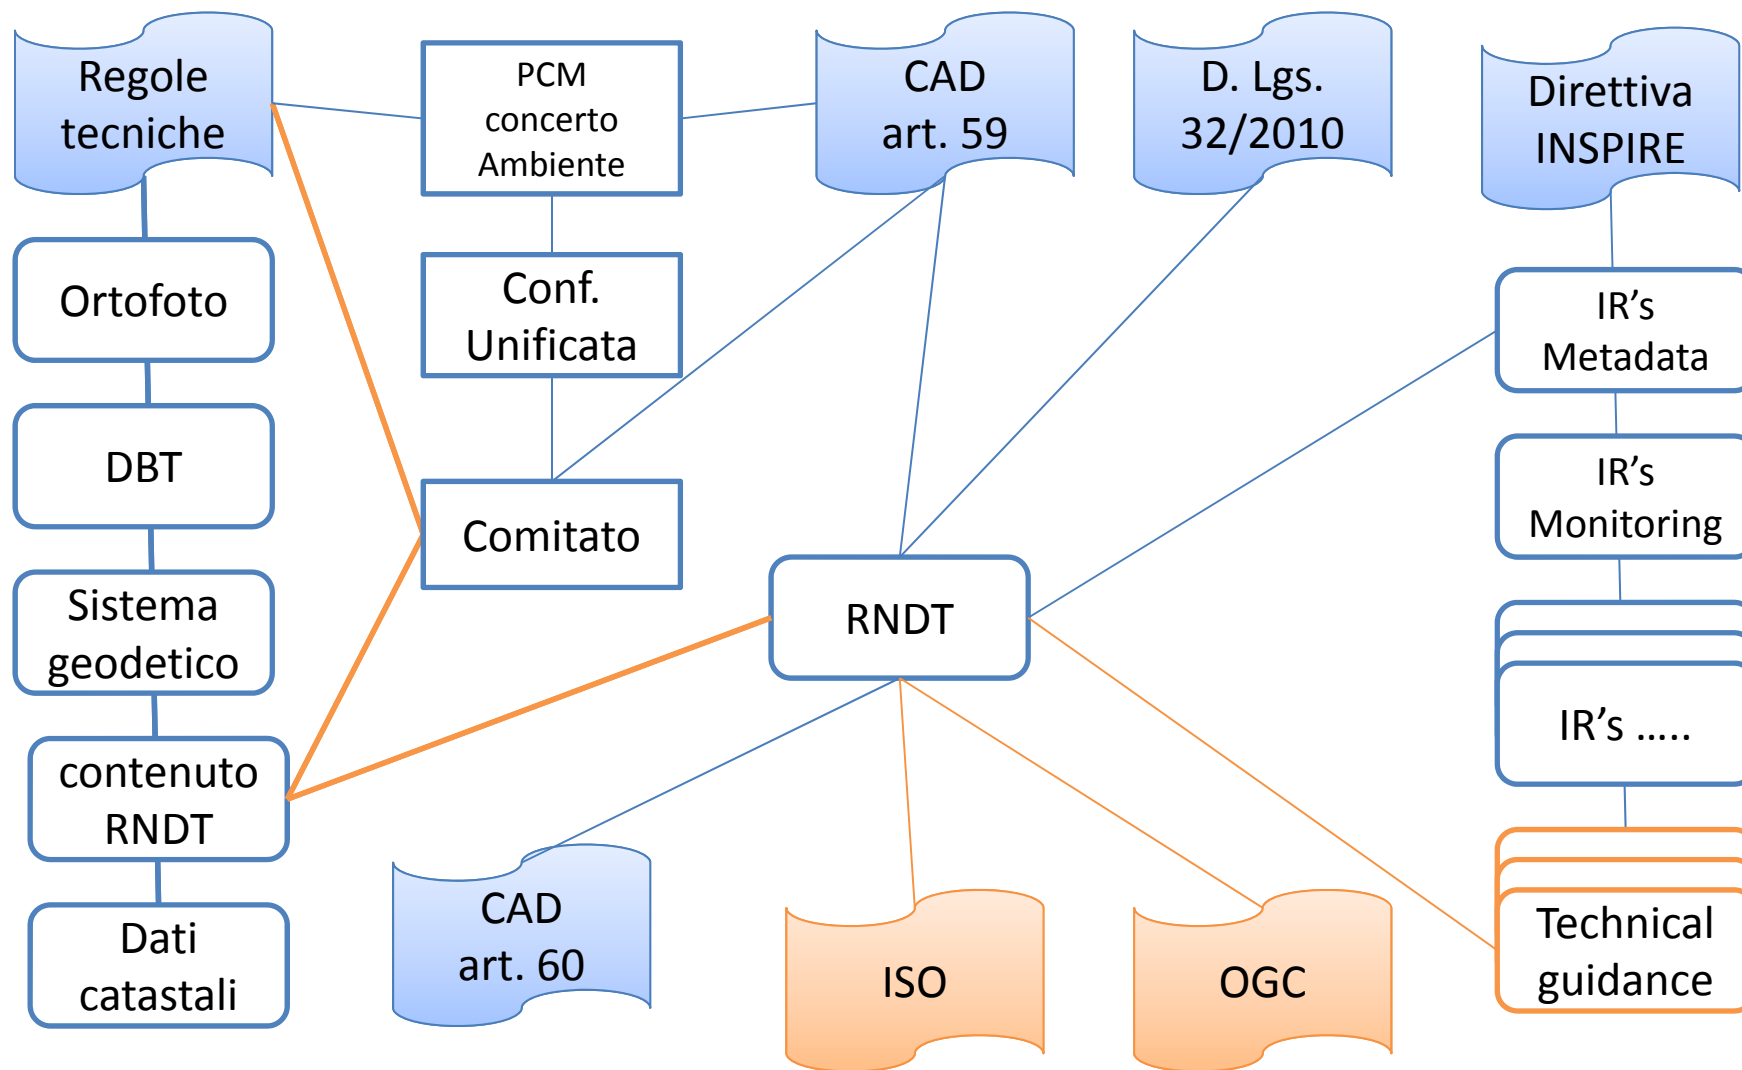 Regole
tecniche
PCM
concerto
Ambiente
CAD
art. 59
D. Lgs.
32/2010
Direttiva
INSPIRE
Ortofoto
Conf.
Unificata
IR’s
Metadata
DBT
Comitato
IR’s
Monitoring
Sistema
geodetico
RNDT
IR’s …..
contenuto
RNDT
CAD
art. 60
Dati
catastali
ISO
OGC
Technical
guidance